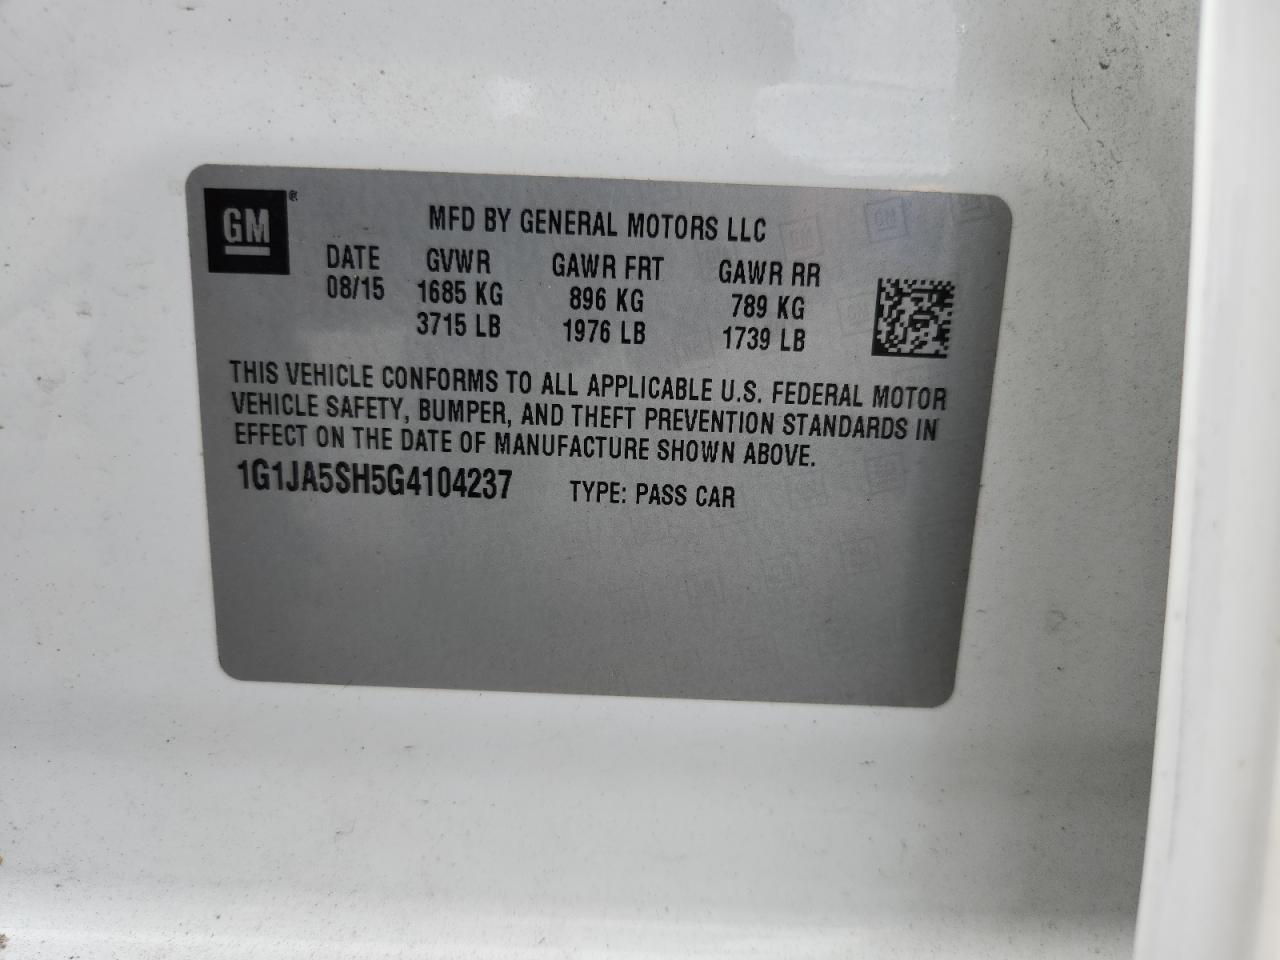 GM®
MFD BY GENERAL MOTORS LLC
DATE GVWR GAWR FRT GAWR RR
08/15 1685 KG 896 KG 789 KG
3715 LB 1976 LB 1739 LB
THIS VEHICLE CONFORMS TO ALL APPLICABLE U.S. FEDERAL MOTOR
VEHICLE SAFETY, BUMPER, AND THEFT PREVENTION STANDARDS IN
EFFECT ON THE DATE OF MANUFACTURE SHOWN ABOVE.
1G1JA5SH5G4104237 TYPE: PASS CAR